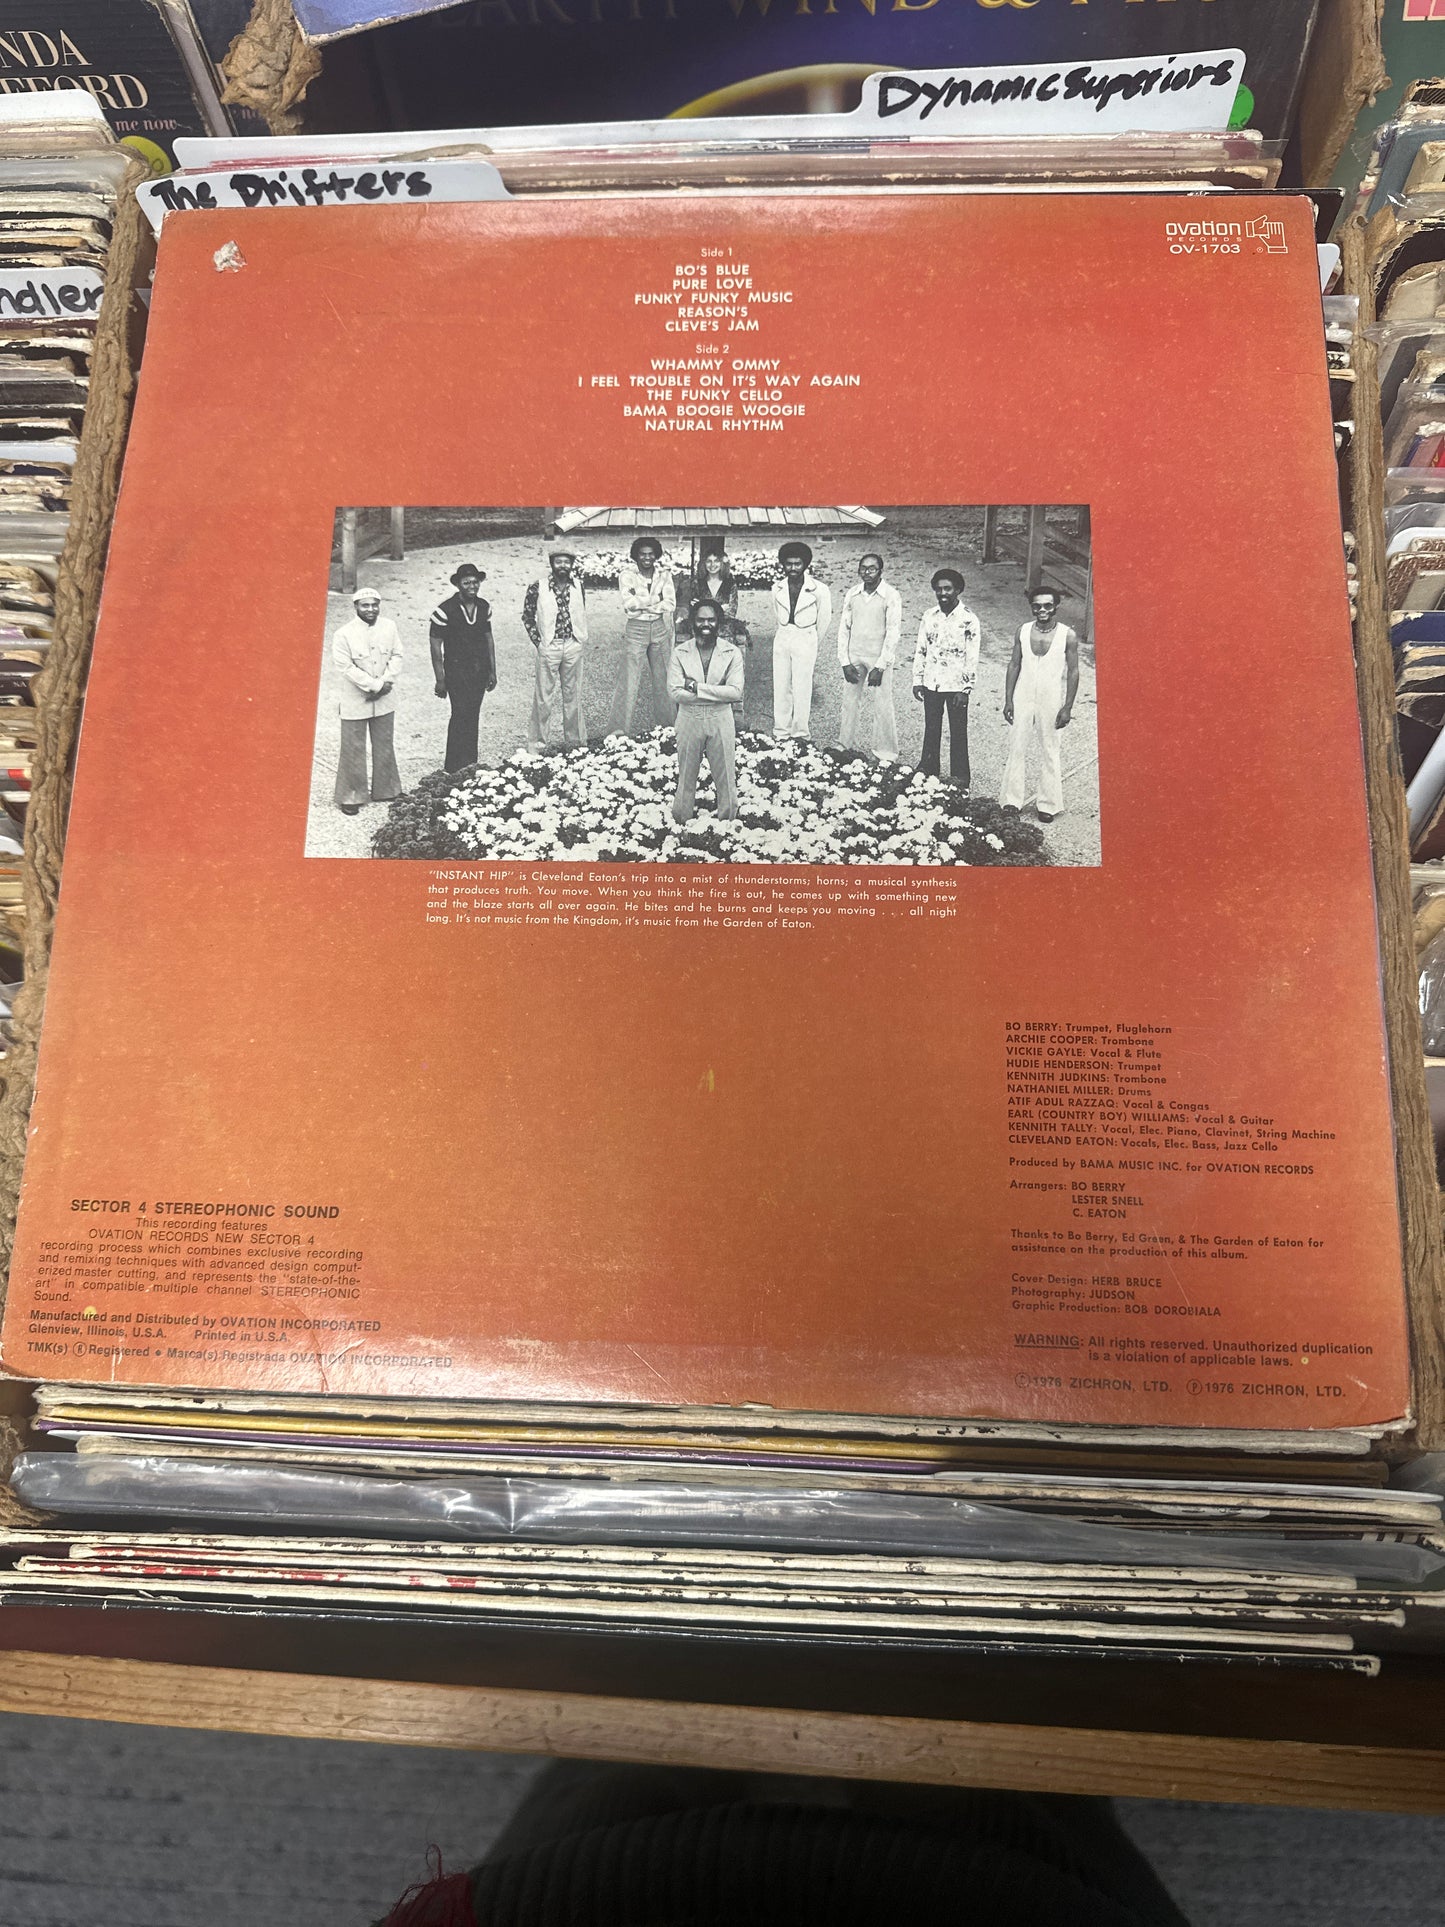 EARTH WIND &
NDA
FFORD
me now
Dynamic Superiors
The Drifters
ndler
ovation
RECORDS
OV-1703
Side 1
BO'S BLUE
PURE LOVE
FUNKY FUNKY MUSIC
REASON'S
CLEVE'S JAM
Side 2
WHAMMY OMMY
I FEEL TROUBLE ON IT'S WAY AGAIN
THE FUNKY CELLO
BAMA BOOGIE WOOGIE
NATURAL RHYTHM
"INSTANT HIP" is Cleveland Eaton's trip into a mist of thunderstorms; horns; a musical synthesis
that produces truth. You move. When you think the fire is out, he comes up with something new
and the blaze starts all over again. He bites and he burns and keeps you moving . . . all night
long. It's not music from the Kingdom, it's music from the Garden of Eaton.
BO BERRY: Trumpet, Fluglehorn
ARCHIE COOPER: Trombone
VICKIE GAYLE: Vocal & Flute
HUDIE HENDERSON: Trumpet
KENNITH JUDKINS: Trombone
NATHANIEL MILLER: Drums
ATIF ADUL RAZZAQ: Vocal & Congas
EARL (COUNTRY BOY) WILLIAMS: Vocal & Guitar
KENNITH TALLY: Vocal, Elec. Piano, Clavinet, String Machine
CLEVELAND EATON: Vocals, Elec. Bass, Jazz Cello
Produced by BAMA MUSIC INC. for OVATION RECORDS
Arrangers: BO BERRY
LESTER SNELL
C. EATON
Thanks to Bo Berry, Ed Green, & The Garden of Eaton for
assistance on the production of this album.
Cover Design: HERB BRUCE
Photography: JUDSON
Graphic Production: BOB DOROBIALA
WARNING: All rights reserved. Unauthorized duplication
is a violation of applicable laws.
Ⓒ1976 ZICHRON, LTD. Ⓟ1976 ZICHRON, LTD.
SECTOR 4 STEREOPHONIC SOUND
This recording features
OVATION RECORDS NEW SECTOR 4
recording process which combines exclusive recording
and remixing techniques with advanced design comput-
erized master cutting, and represents the "state-of-the-
art" in compatible multiple channel STEREOPHONIC
Sound.
Manufactured and Distributed by OVATION INCORPORATED
Glenview, Illinois, U.S.A. Printed in U.S.A.
TMK(s) ®Registered • Marca(s) Registrada OVATION INCORPORATED